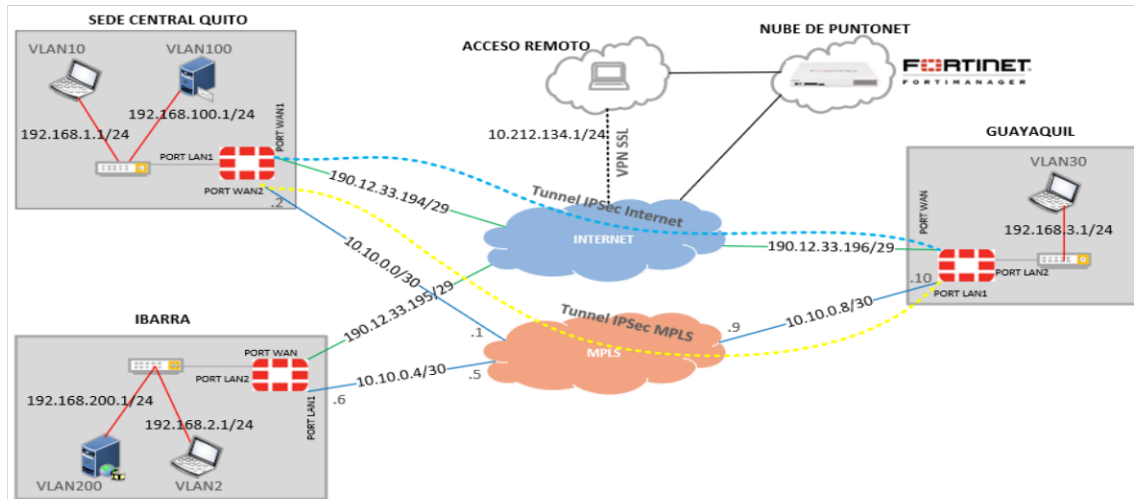 SEDE CENTRAL QUITO
VLAN10
VLAN100
192.168.100.1/24
192.168.1.1/24
PORT LAN1
PORT WAN1
PORT WAN2
.2
ACCESO REMOTO
NUBE DE PUNTONET
FORTINET
FORTIMANAGER
10.212.134.1/24
VPN SSL
GUAYAQUIL
VLAN30
PORT WAN
192.168.3.1/24
PORT LAN2
.10
PORT LAN1
190.12.33.194/29
Tunnel IPSec Internet
INTERNET
190.12.33.196/29
10.10.0.0/30
190.12.33.195/29
10.10.0.8/30
.9
.1
Tunnel IPSec MPLS
MPLS
.5
10.10.0.4/30
.6
IBARRA
PORT WAN
PORT LAN2
PORT LAN1
192.168.200.1/24
192.168.2.1/24
VLAN200
VLAN2